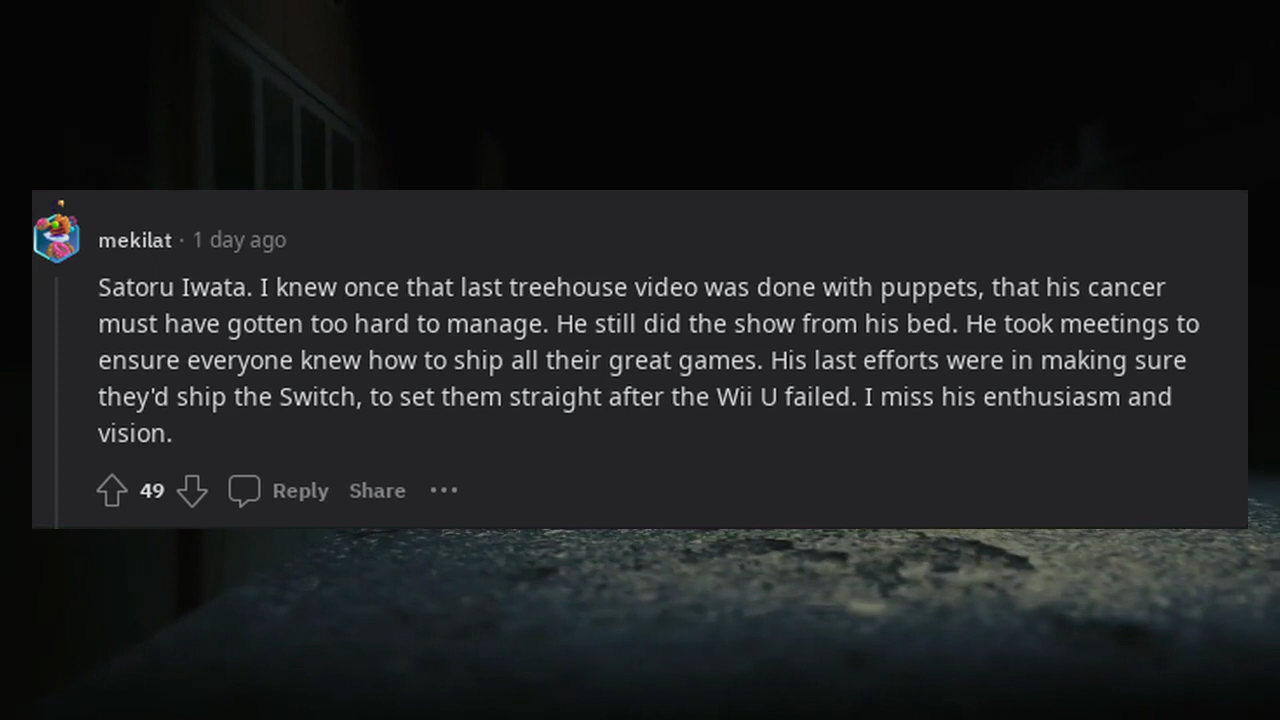 mekilat · 1 day ago
Satoru Iwata. I knew once that last treehouse video was done with puppets, that his cancer
must have gotten too hard to manage. He still did the show from his bed. He took meetings to
ensure everyone knew how to ship all their great games. His last efforts were in making sure
they'd ship the Switch, to set them straight after the Wii U failed. I miss his enthusiasm and
vision.
49 Reply Share ···